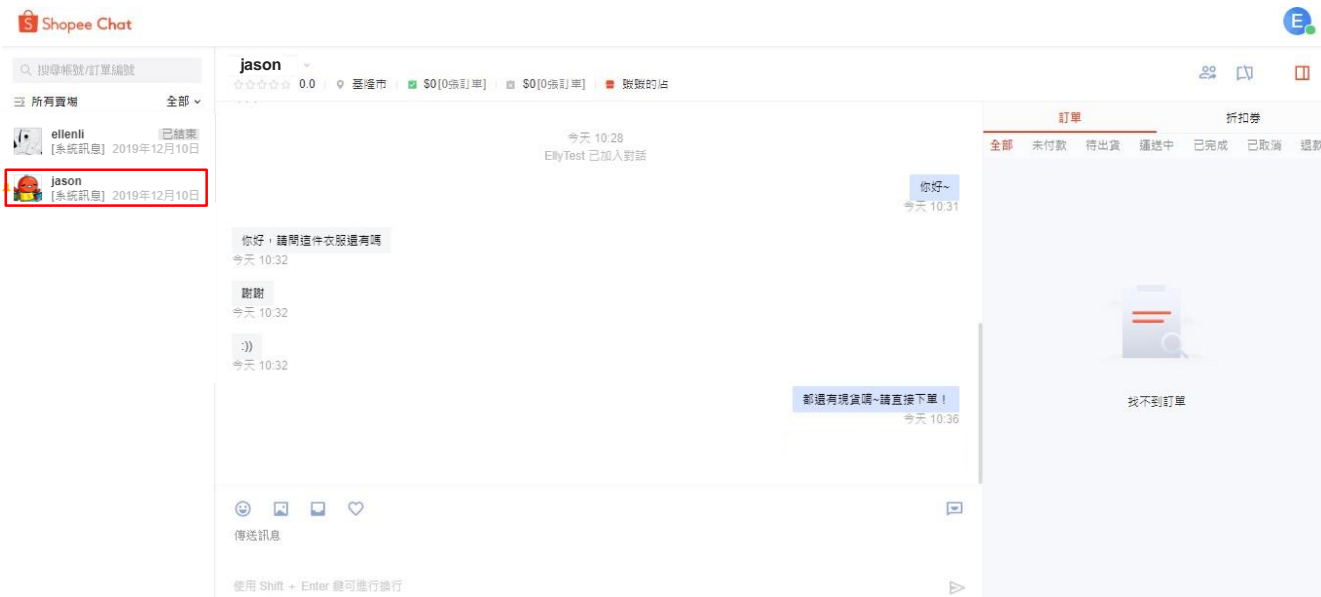 Shopee Chat
E
搜尋帳號/訂單編號
所有賣場 全部
ellenli 已結束
[系統訊息] 2019年12月10日
jason
[系統訊息] 2019年12月10日
jason
0.0 基隆市 $0[0張訂單] $0[0張訂單]
今天 10:28
EllyTest 已加入對話
你好~
今天 10:31
你好，請問這件衣服還有嗎
今天 10:32
謝謝
今天 10:32
:))
今天 10:32
都還有現貨唷~請直接下單！
今天 10:36
傳送訊息
使用 Shift + Enter 鍵可進行換行
訂單 折扣券
全部 未付款 待出貨 運送中 已完成 已取消 退款
找不到訂單